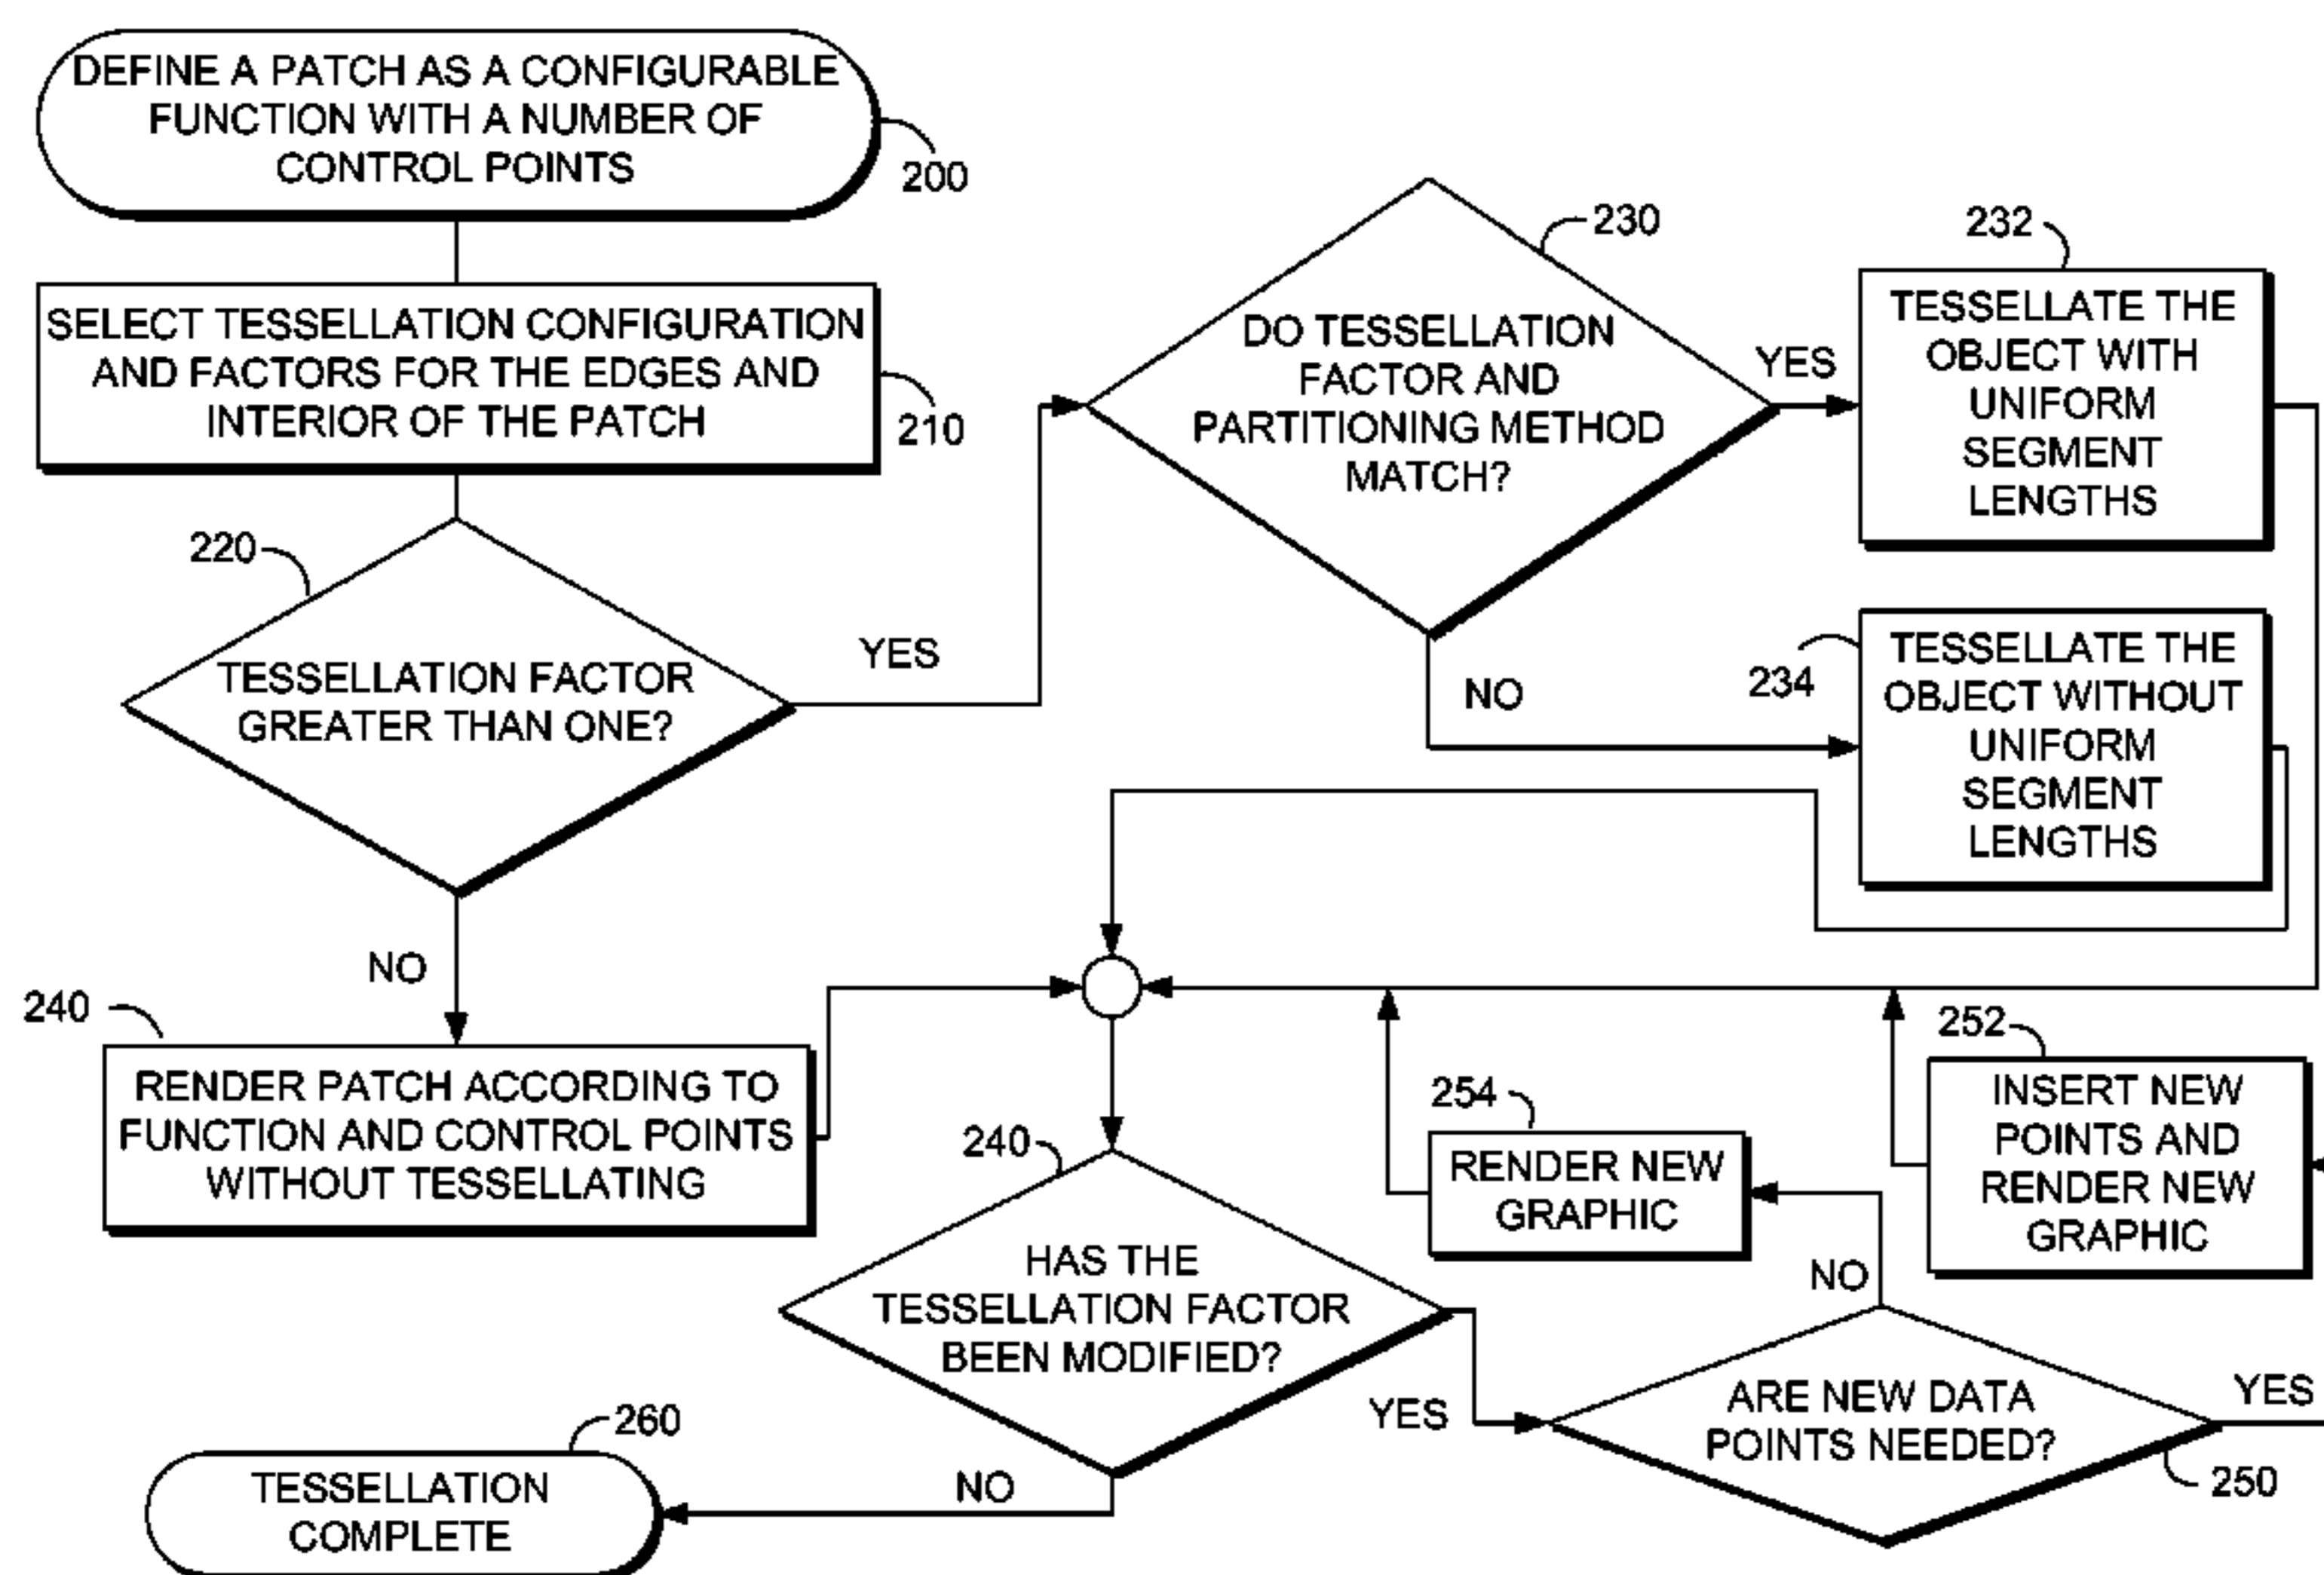 DEFINE A PATCH AS A CONFIGURABLE
FUNCTION WITH A NUMBER OF
CONTROL POINTS
200
SELECT TESSELLATION CONFIGURATION
AND FACTORS FOR THE EDGES AND
INTERIOR OF THE PATCH
210
220
TESSELLATION FACTOR
GREATER THAN ONE?
YES
NO
230
DO TESSELLATION
FACTOR AND
PARTITIONING METHOD
MATCH?
YES
NO
232
TESSELLATE THE
OBJECT WITH
UNIFORM
SEGMENT
LENGTHS
234
TESSELLATE THE
OBJECT WITHOUT
UNIFORM
SEGMENT
LENGTHS
240
RENDER PATCH ACCORDING TO
FUNCTION AND CONTROL POINTS
WITHOUT TESSELLATING
240
HAS THE
TESSELLATION FACTOR
BEEN MODIFIED?
YES
NO
254
RENDER NEW
GRAPHIC
252
INSERT NEW
POINTS AND
RENDER NEW
GRAPHIC
NO
ARE NEW DATA
POINTS NEEDED?
YES
250
260
TESSELLATION
COMPLETE